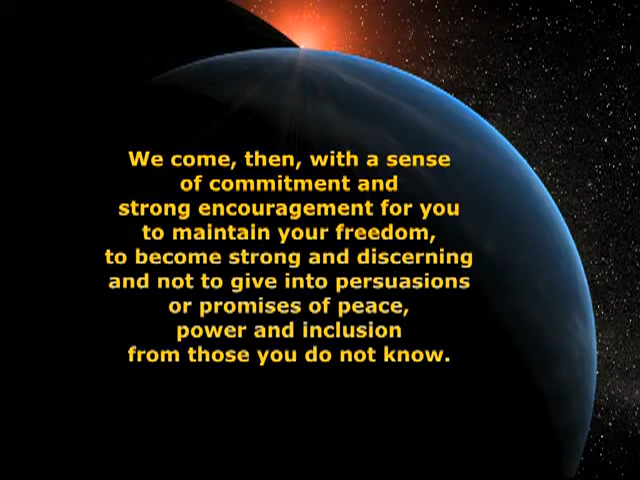 We come, then, with a sense
of commitment and
strong encouragement for you
to maintain your freedom,
to become strong and discerning
and not to give into persuasions
or promises of peace,
power and inclusion
from those you do not know.